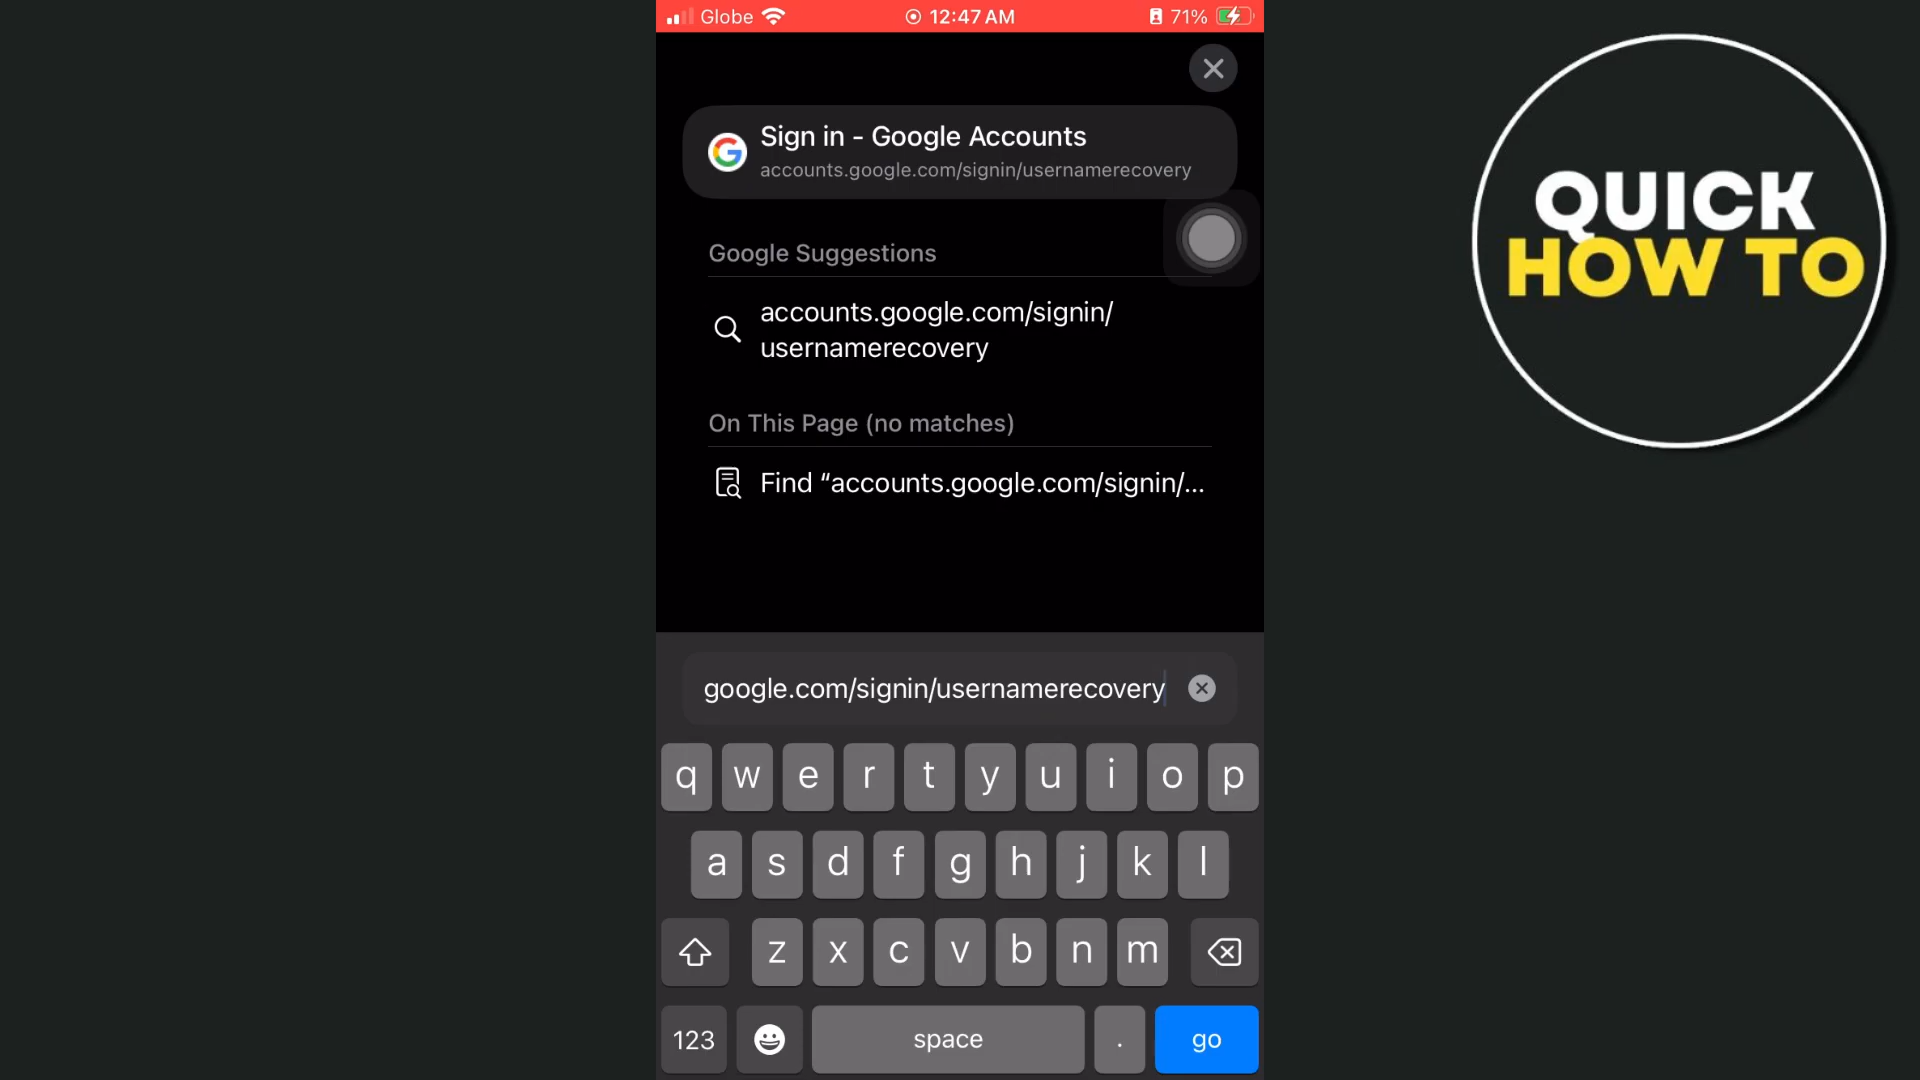 Globe 12:47 AM 71%
Sign in - Google Accounts
accounts.google.com/signin/usernamerecovery
Google Suggestions
accounts.google.com/signin/
usernamerecovery
On This Page (no matches)
Find “accounts.google.com/signin/...
google.com/signin/usernamerecovery
q w e r t y u i o p
a s d f g h j k l
z x c v b n m
123 space . go
QUICK
HOW TO